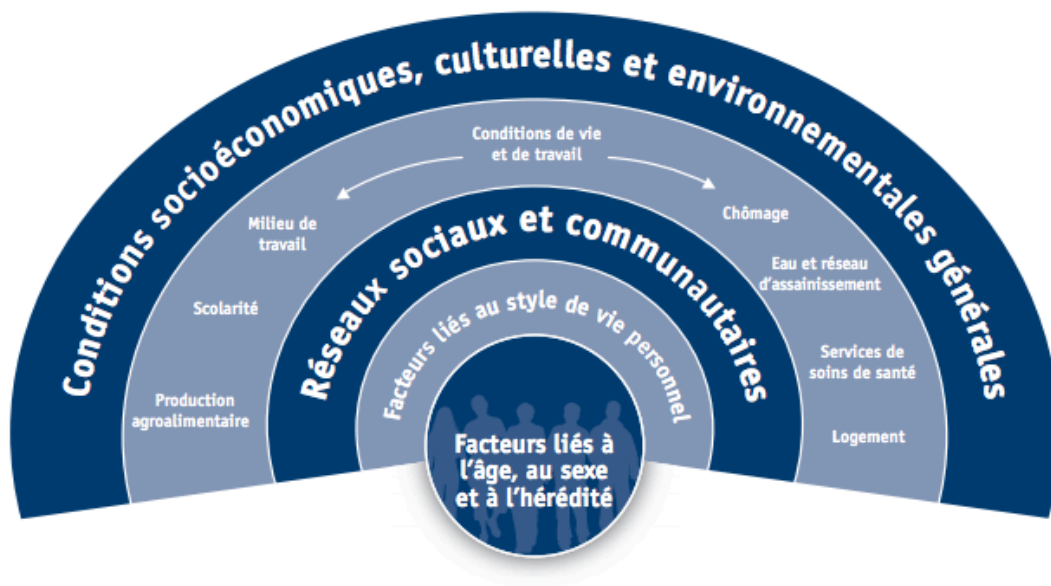 Conditions socioéconomiques, culturelles et environnementales générales
Conditions de vie
et de travail
Milieu de
travail
Scolarité
Production
agroalimentaire
Chômage
Eau et réseau
d'assainissement
Services de
soins de santé
Logement
Réseaux sociaux et communautaires
Facteurs liés au style de vie personnel
Facteurs liés à
l'âge, au sexe
et à l'hérédité